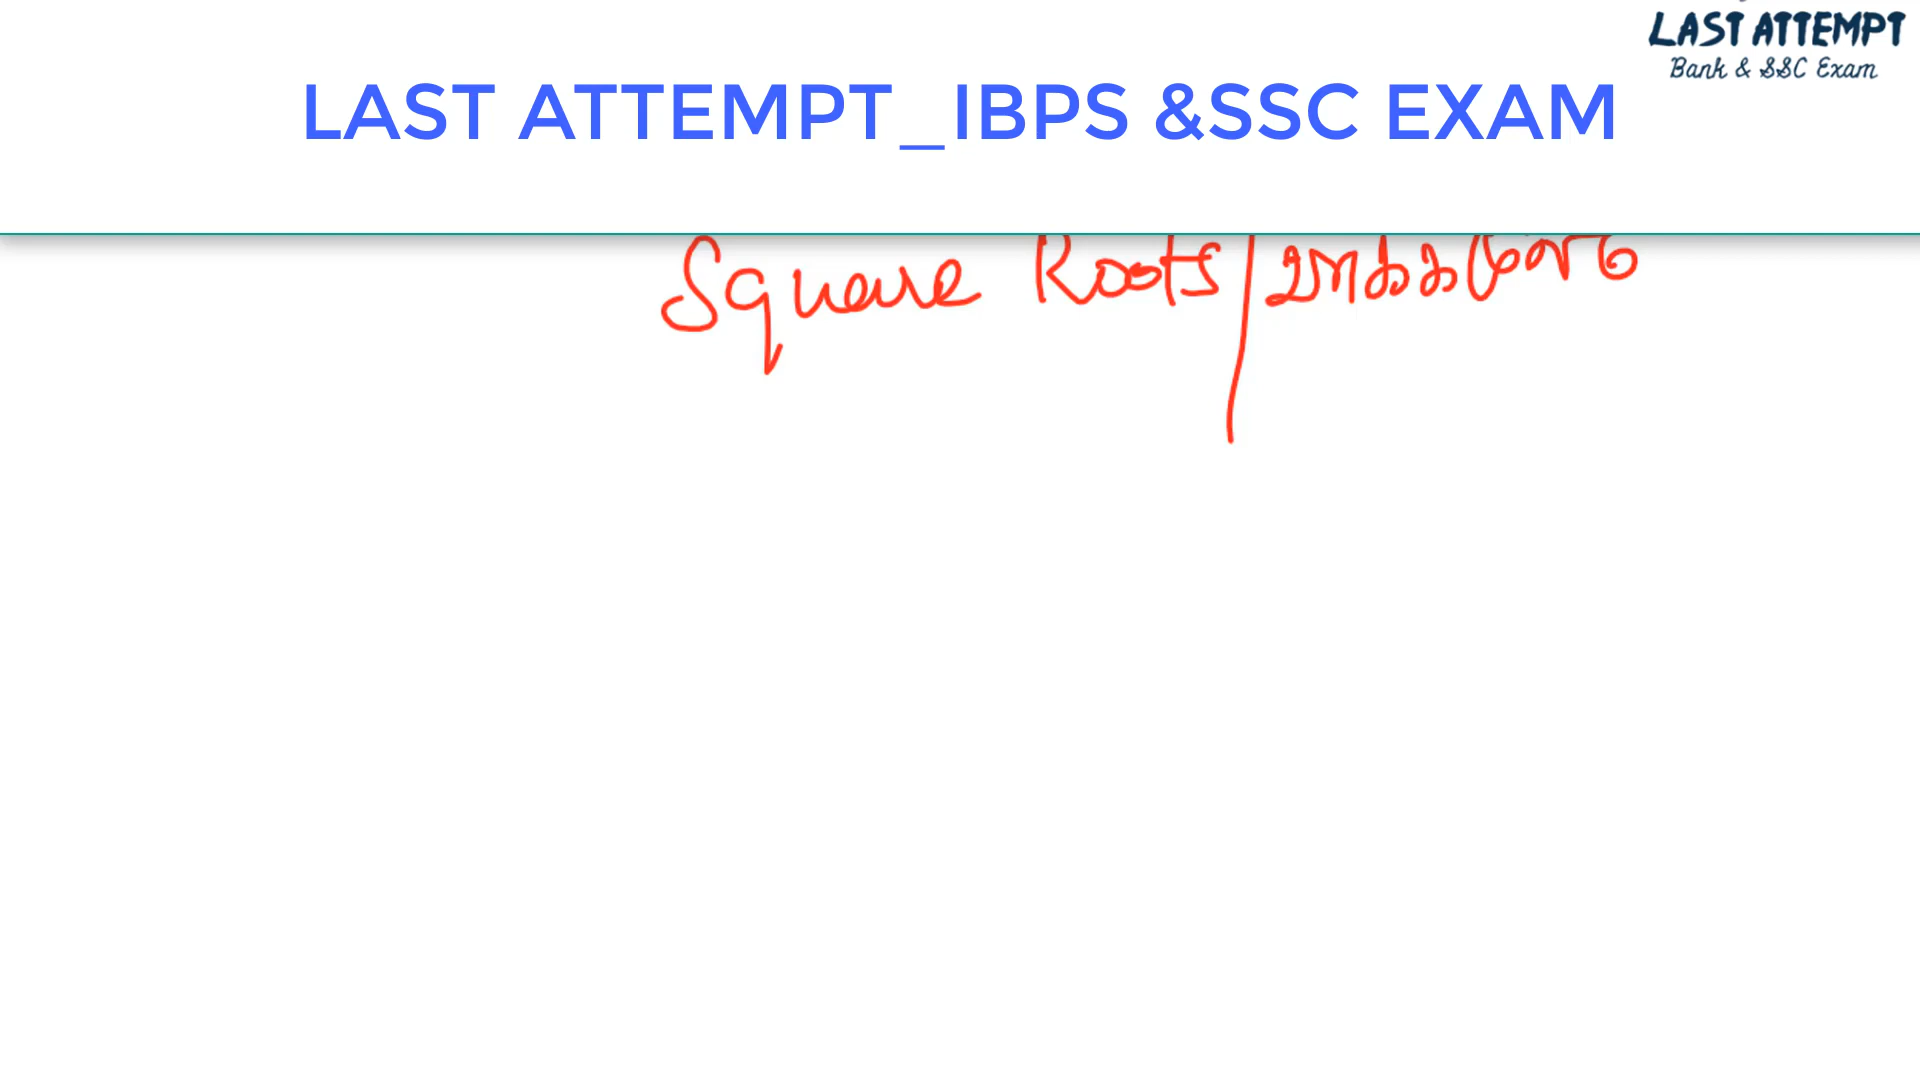 LAST ATTEMPT
Bank & SSC Exam
LAST ATTEMPT_IBPS &SSC EXAM
Square Roots/